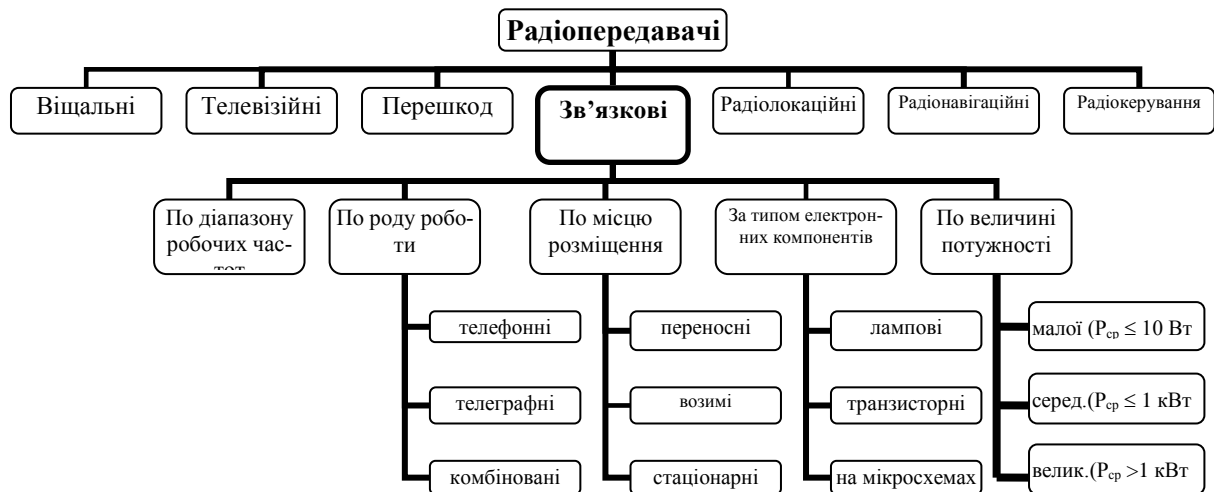 Радіопередавачі
Віщальні
Телевізійні
Перешкод
Зв’язкові
Радіолокаційні
Радіонавігаційні
Радіокерування
По діапазону
робочих час-
тот
По роду робо-
ти
По місцю
розміщення
За типом електрон-
них компонентів
По величині
потужності
телефонні
переносні
лампові
малої (Pср ≤ 10 Вт
телеграфні
возимі
транзисторні
серед.(Pср ≤ 1 кВт
комбіновані
стаціонарні
на мікросхемах
велик.(Pср >1 кВт